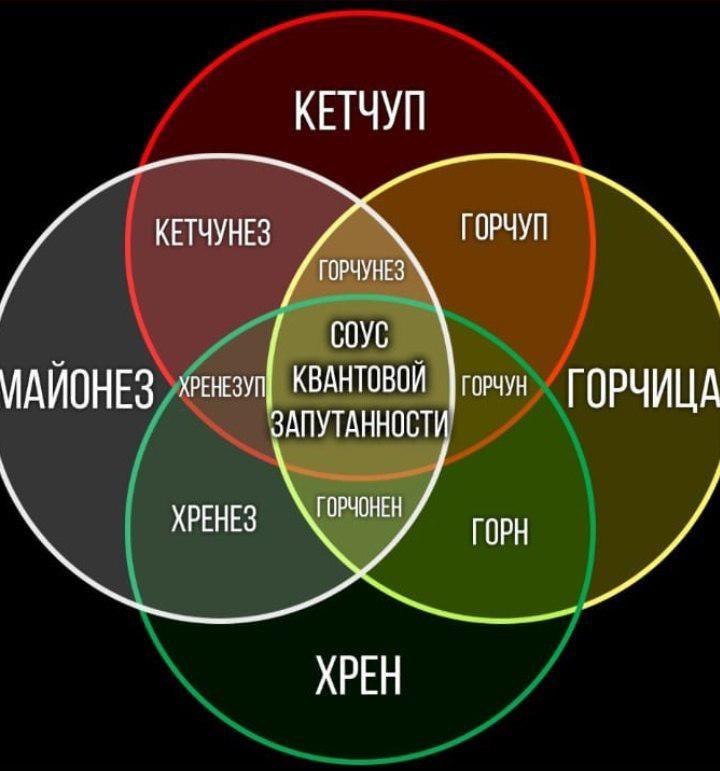 КЕТЧУП
КЕТЧУНЕЗ
ГОРЧУП
ГОРЧУНЕЗ
СОУС
КВАНТОВОЙ
ЗАПУТАННОСТИ
МАЙОНЕЗ
ХРЕНЕЗУП
ГОРЧУН
ГОРЧИЦА
ХРЕНЕЗ
ГОРЧОНЕН
ГОРН
ХРЕН